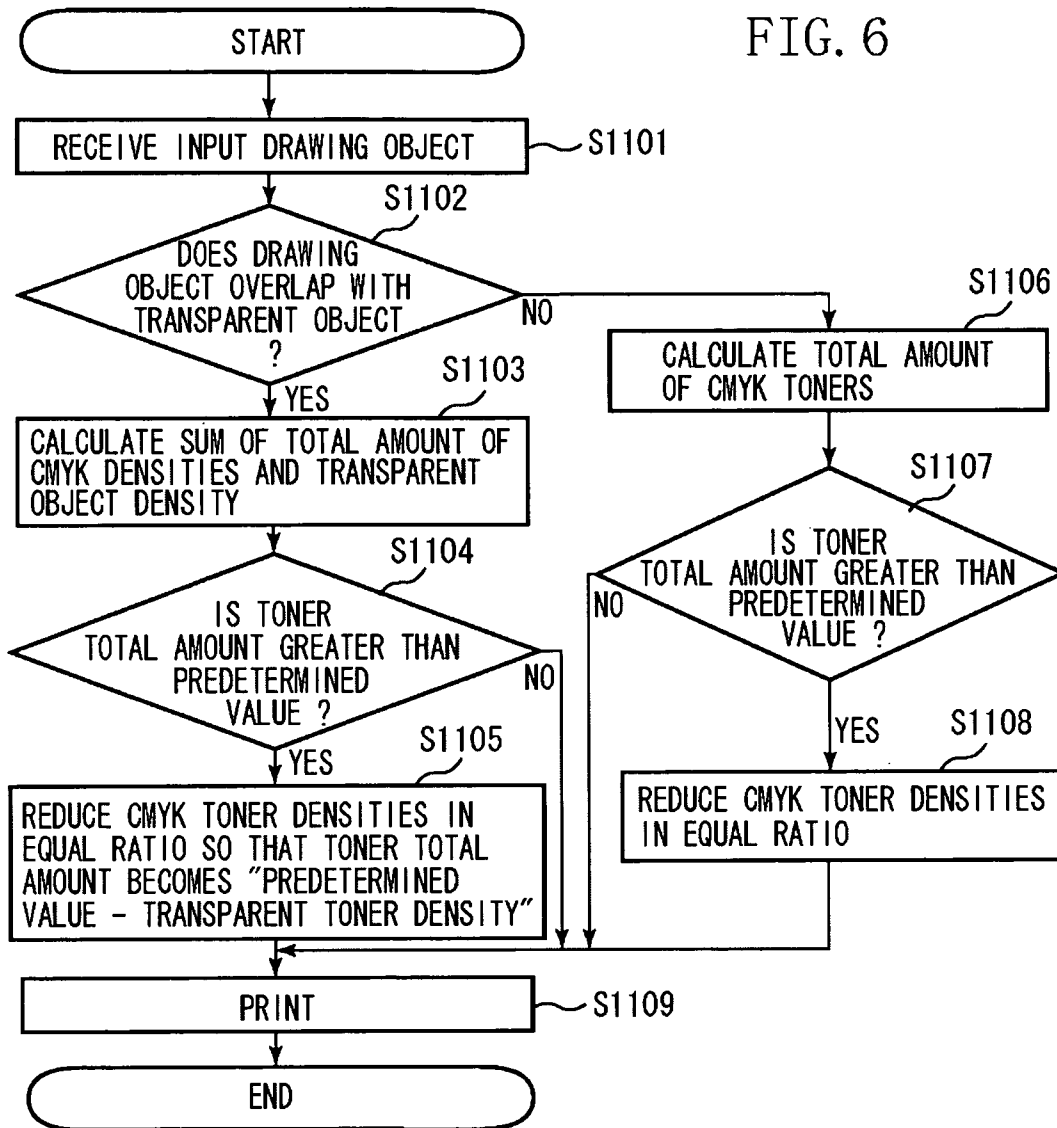 FIG. 6
START
RECEIVE INPUT DRAWING OBJECT
S1101
S1102
DOES DRAWING
OBJECT OVERLAP WITH
TRANSPARENT OBJECT
?
NO
YES
S1103
CALCULATE SUM OF TOTAL AMOUNT OF
CMYK DENSITIES AND TRANSPARENT
OBJECT DENSITY
S1104
IS TONER
TOTAL AMOUNT GREATER THAN
PREDETERMINED
VALUE ?
NO
YES
S1105
REDUCE CMYK TONER DENSITIES IN
EQUAL RATIO SO THAT TONER TOTAL
AMOUNT BECOMES "PREDETERMINED
VALUE - TRANSPARENT TONER DENSITY"
S1106
CALCULATE TOTAL AMOUNT
OF CMYK TONERS
S1107
IS TONER
TOTAL AMOUNT GREATER THAN
PREDETERMINED
VALUE ?
NO
YES
S1108
REDUCE CMYK TONER DENSITIES
IN EQUAL RATIO
PRINT
S1109
END